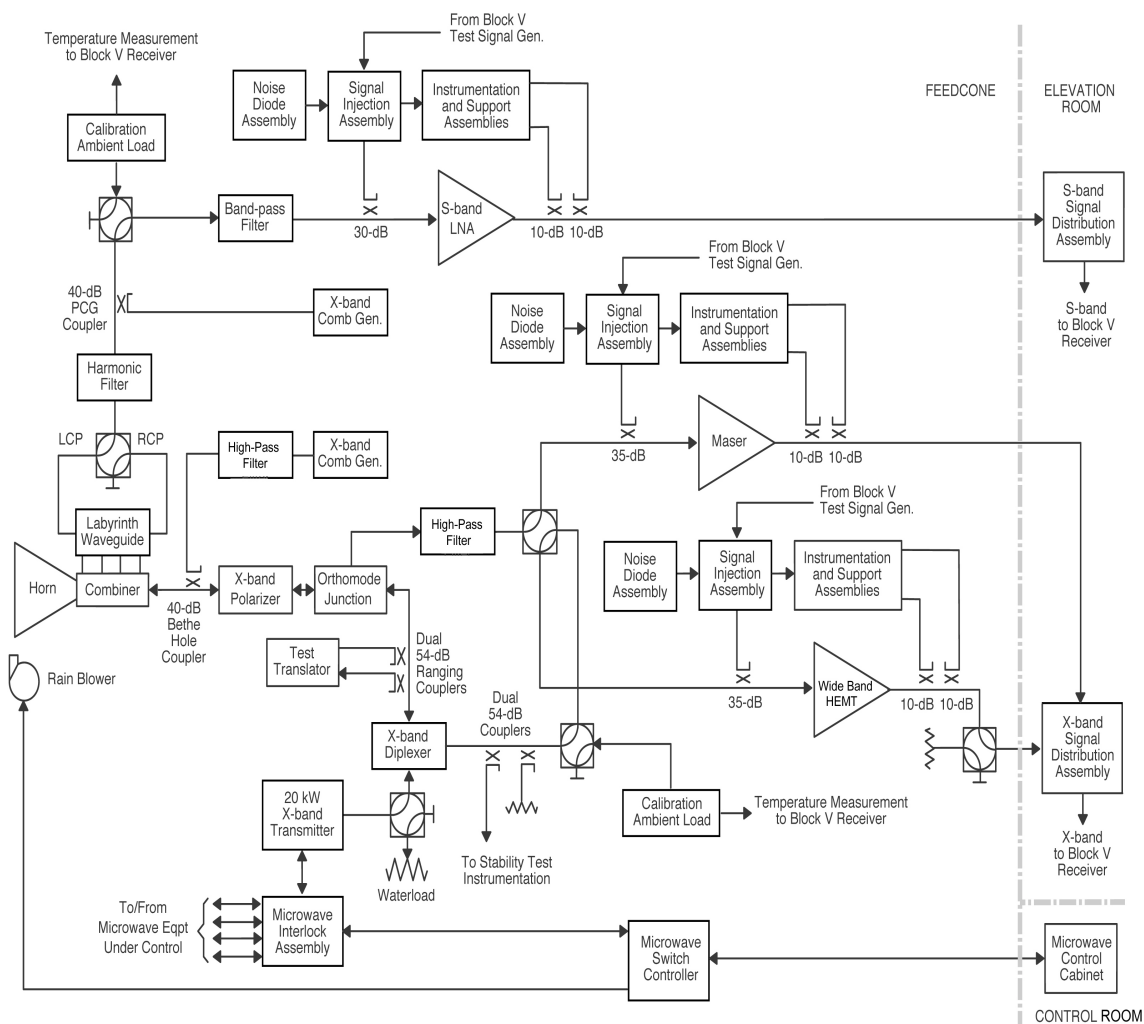 From Block V
Test Signal Gen.
Temperature Measurement
to Block V Receiver
Noise
Diode
Assembly
Signal
Injection
Assembly
Instrumentation
and Support
Assemblies
FEEDCONE
ELEVATION
ROOM
Calibration
Ambient Load
Band-pass
Filter
S-band
LNA
30-dB
10-dB
10-dB
S-band
Signal
Distribution
Assembly
S-band
to Block V
Receiver
From Block V
Test Signal Gen.
40-dB
PCG
Coupler
X-band
Comb Gen.
Noise
Diode
Assembly
Signal
Injection
Assembly
Instrumentation
and Support
Assemblies
Harmonic
Filter
LCP
RCP
High-Pass
Filter
X-band
Comb Gen.
35-dB
Maser
10-dB
10-dB
From Block V
Test Signal Gen.
Labyrinth
Waveguide
High-Pass
Filter
Noise
Diode
Assembly
Signal
Injection
Assembly
Instrumentation
and Support
Assemblies
Horn
Combiner
40-dB
Bethe
Hole
Coupler
X-band
Polarizer
Orthomode
Junction
Test
Translator
Dual
54-dB
Ranging
Couplers
Rain Blower
35-dB
Wide Band
HEMT
10-dB
10-dB
Dual
54-dB
Couplers
X-band
Diplexer
X-band
Signal
Distribution
Assembly
20 kW
X-band
Transmitter
Calibration
Ambient Load
Temperature Measurement
to Block V Receiver
X-band
to Block V
Receiver
To Stability Test
Instrumentation
Waterload
To/From
Microwave Eqpt
Under Control
Microwave
Interlock
Assembly
Microwave
Switch
Controller
Microwave
Control
Cabinet
CONTROL ROOM